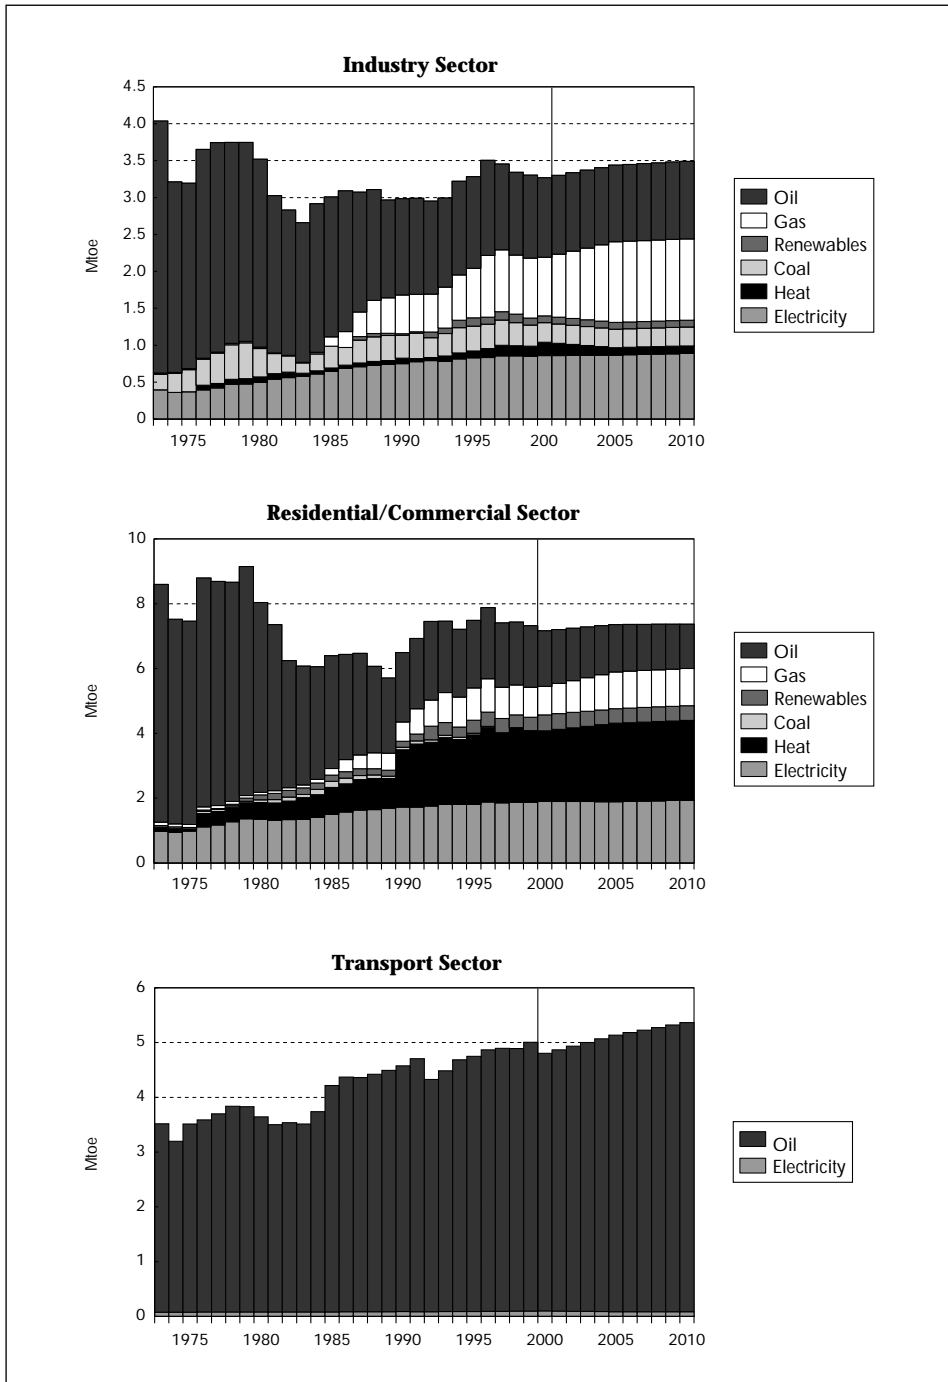 Industry Sector
4.5
4.0
3.5
3.0
2.5
2.0
1.5
1.0
0.5
0
Mtoe
1975 1980 1985 1990 1995 200 2005 2010
Oil
Gas
Renewables
Coal
Heat
Electricity
Residential/Commercial Sector
10
8
6
4
2
0
Mtoe
1975 1980 1985 1990 1995 2000 2005 2010
Oil
Gas
Renewables
Coal
Heat
Electricity
Transport Sector
6
5
4
3
2
1
0
Mtoe
1975 1980 1985 1990 1995 2000 2005 2010
Oil
Electricity